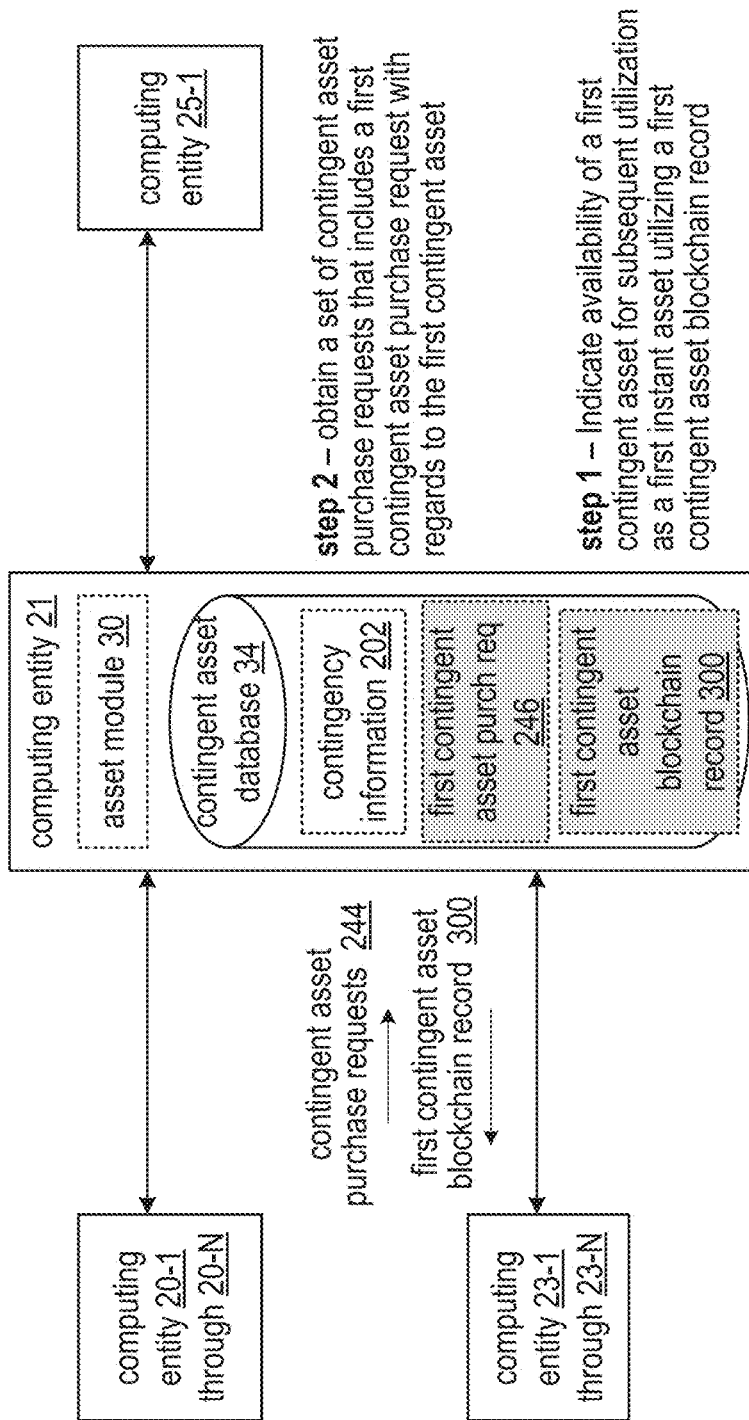 computing
entity 20-1
through 20-N
computing
entity 23-1
through 23-N
contingent asset
purchase requests 244
first contingent asset
blockchain record 300
computing entity 21
asset module 30
contingent asset
database 34
contingency
information 202
first contingent
asset purch req
246
first contingent
asset
blockchain
record 300
computing
entity 25-1
step 2 – obtain a set of contingent asset
purchase requests that includes a first
contingent asset purchase request with
regards to the first contingent asset
step 1 – Indicate availability of a first
contingent asset for subsequent utilization
as a first instant asset utilizing a first
contingent asset blockchain record